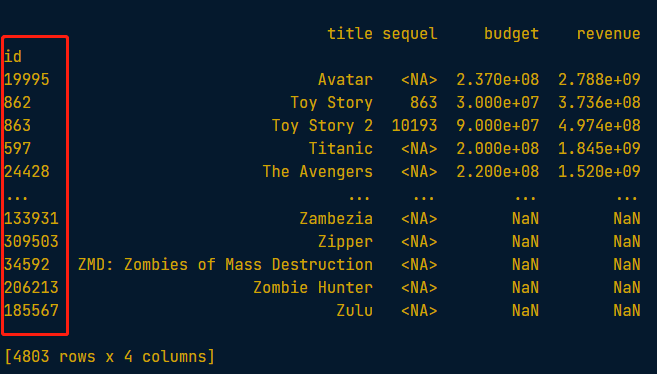 title sequel budget revenue
id
19995 Avatar <NA> 2.370e+08 2.788e+09
862 Toy Story 863 3.000e+07 3.736e+08
863 Toy Story 2 10193 9.000e+07 4.974e+08
597 Titanic <NA> 2.000e+08 1.845e+09
24428 The Avengers <NA> 2.200e+08 1.520e+09
... ... ... ... ...
133931 Zambezia <NA> NaN NaN
309503 Zipper <NA> NaN NaN
34592 ZMD: Zombies of Mass Destruction <NA> NaN NaN
206213 Zombie Hunter <NA> NaN NaN
185567 Zulu <NA> NaN NaN
[4803 rows x 4 columns]